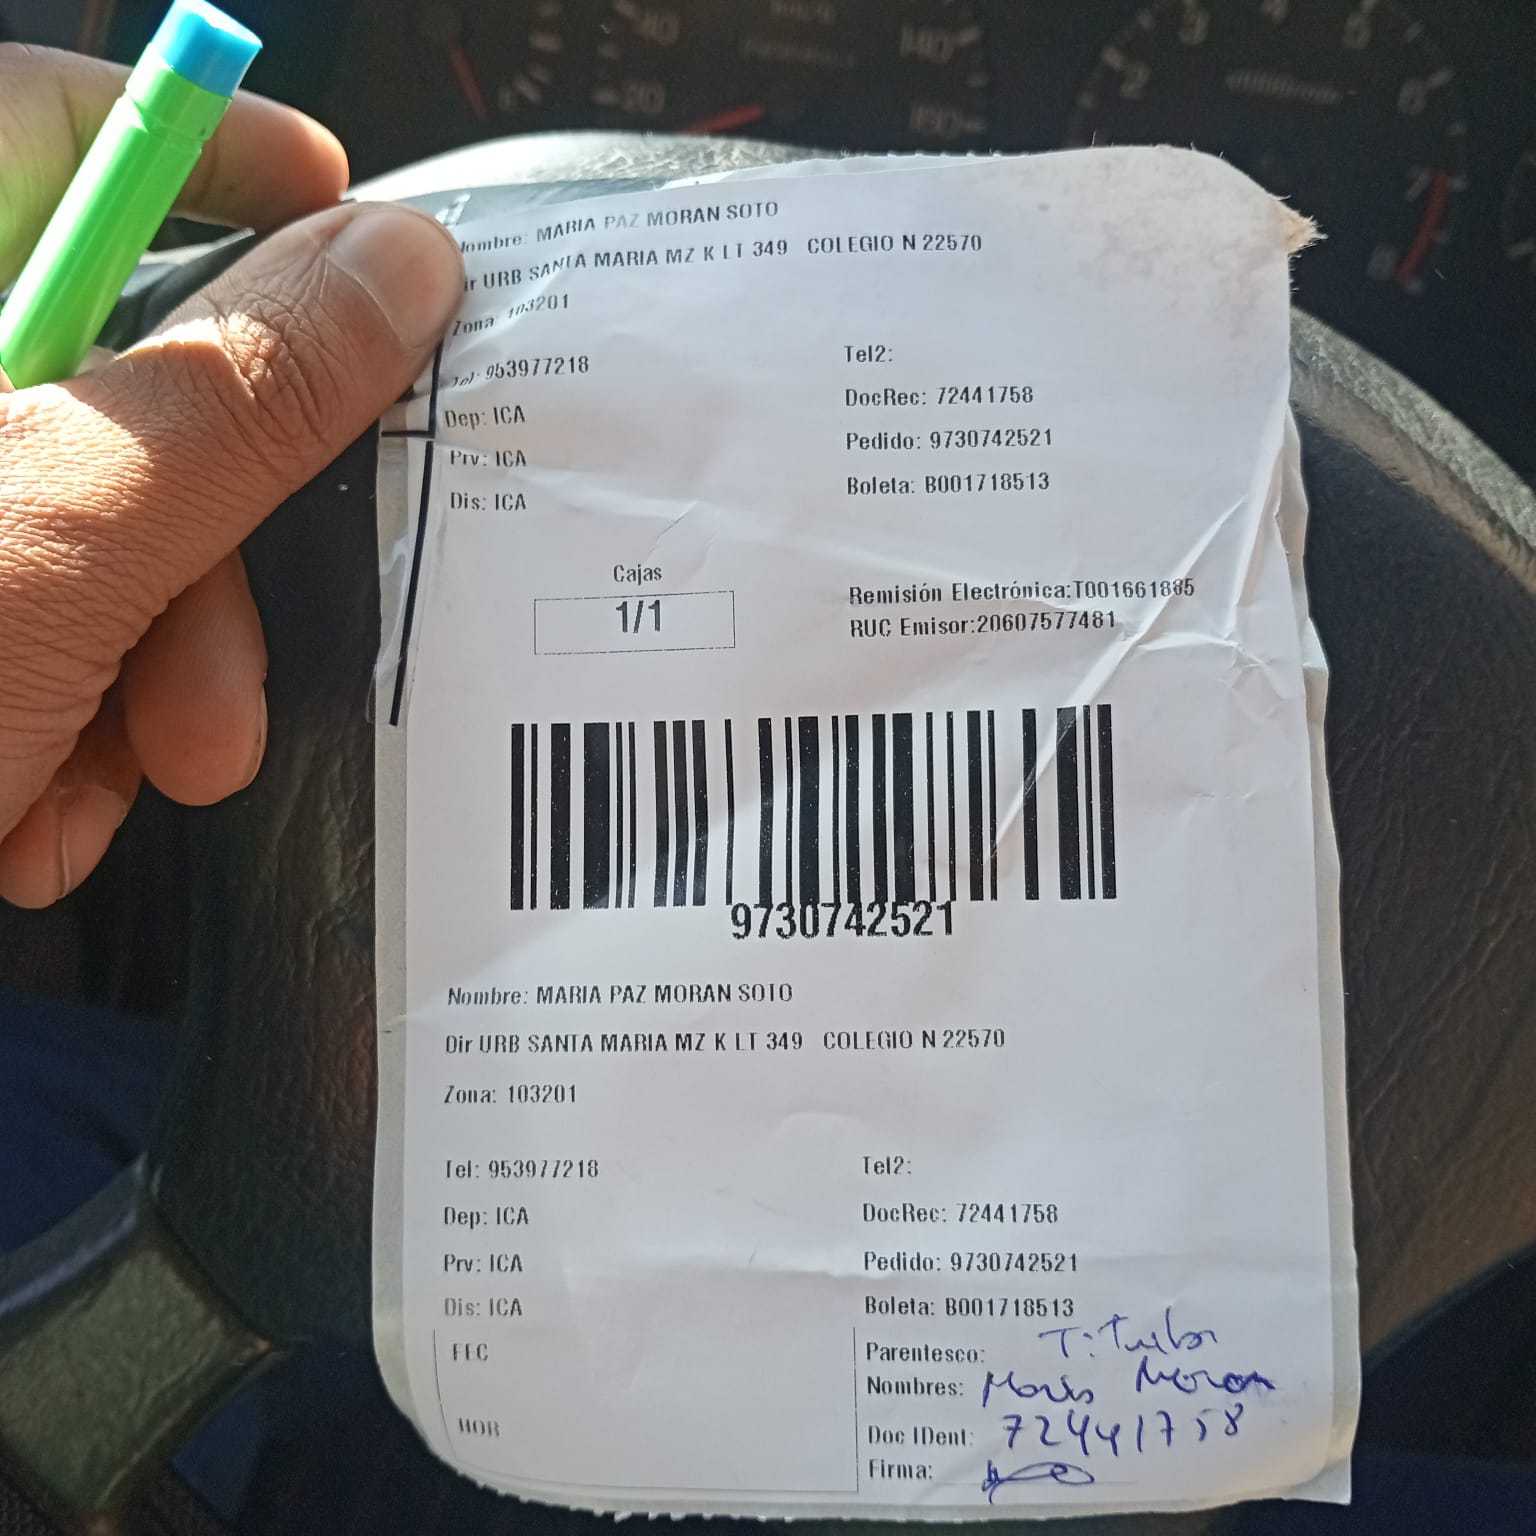 Nombre: MARIA PAZ MORAN SOTO
Dir URB SANTA MARIA MZ K LT 349 COLEGIO N 22570
Zona: 103201
Tel: 953977218 Tel2:
DocRec: 72441758
Dep: ICA Pedido: 9730742521
Prv: ICA
Dis: ICA Boleta: B001718513
Cajas
1/1
Remisión Electrónica:T001661885
RUC Emisor:20607577481
9730742521
Nombre: MARIA PAZ MORAN SOTO
Dir URB SANTA MARIA MZ K LT 349 COLEGIO N 22570
Zona: 103201
Tel: 953977218 Tel2:
Dep: ICA DocRec: 72441758
Prv: ICA Pedido: 9730742521
Dis: ICA Boleta: B001718513
FEC Parentesco: Titular
Nombres: Moran
HOR Doc IDent: 72441758
Firma: